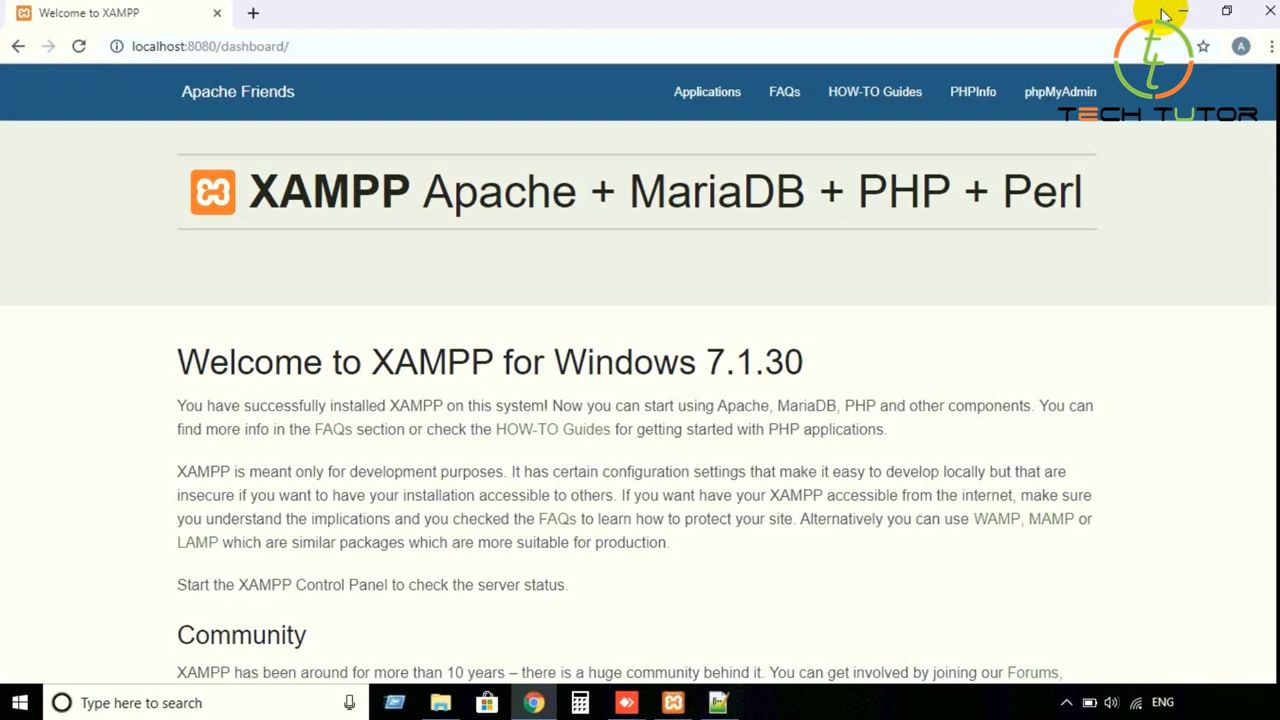 Welcome to XAMPP
localhost:8080/dashboard/
A
TECH TUTOR
Apache Friends
Applications
FAQs
HOW-TO Guides
PHPInfo
phpMyAdmin
XAMPP Apache + MariaDB + PHP + Perl
Welcome to XAMPP for Windows 7.1.30
You have successfully installed XAMPP on this system! Now you can start using Apache, MariaDB, PHP and other components. You can
find more info in the FAQs section or check the HOW-TO Guides for getting started with PHP applications.
XAMPP is meant only for development purposes. It has certain configuration settings that make it easy to develop locally but that are
insecure if you want to have your installation accessible to others. If you want have your XAMPP accessible from the internet, make sure
you understand the implications and you checked the FAQs to learn how to protect your site. Alternatively you can use WAMP, MAMP or
LAMP which are similar packages which are more suitable for production.
Start the XAMPP Control Panel to check the server status.
Community
XAMPP has been around for more than 10 years – there is a huge community behind it. You can get involved by joining our Forums,
Type here to search
ENG